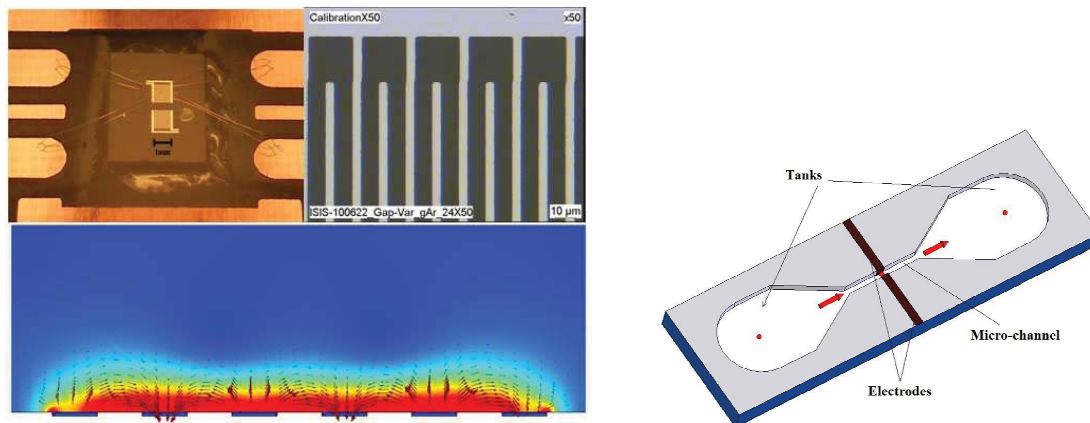 CalibrationX50
x50
1mm
ISIS-100622_Gap-Var_gAr_24X50
10 µm
Tanks
Micro-channel
Electrodes